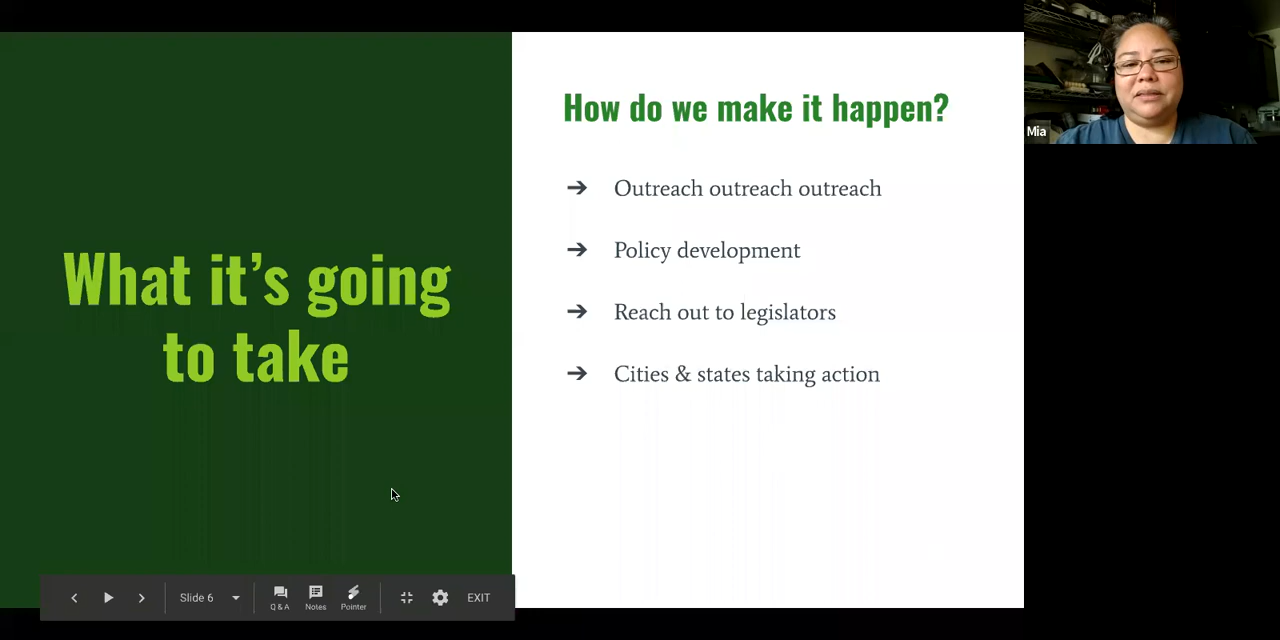 What it’s going
to take
How do we make it happen?
➔ Outreach outreach outreach
➔ Policy development
➔ Reach out to legislators
➔ Cities & states taking action
Mia
Slide 6
Q & A
Notes
Pointer
EXIT